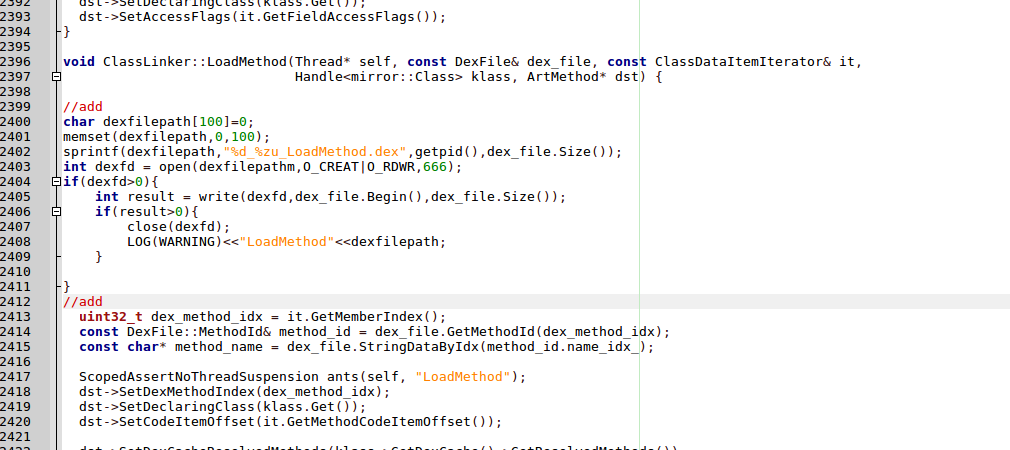 2392   dst->SetDeclaringClass(klass.Get());
2393   dst->SetAccessFlags(it.GetFieldAccessFlags());
2394 }
2395
2396 void ClassLinker::LoadMethod(Thread* self, const DexFile& dex_file, const ClassDataItemIterator& it,
2397                              Handle<mirror::Class> klass, ArtMethod* dst) {
2398
2399 //add
2400 char dexfilepath[100]=0;
2401 memset(dexfilepath,0,100);
2402 sprintf(dexfilepath,"%d_%zu_LoadMethod.dex",getpid(),dex_file.Size());
2403 int dexfd = open(dexfilepathm,O_CREAT|O_RDWR,666);
2404 if(dexfd>0){
2405     int result = write(dexfd,dex_file.Begin(),dex_file.Size());
2406     if(result>0){
2407         close(dexfd);
2408         LOG(WARNING)<<"LoadMethod"<<dexfilepath;
2409     }
2410
2411 }
2412 //add
2413   uint32_t dex_method_idx = it.GetMemberIndex();
2414   const DexFile::MethodId& method_id = dex_file.GetMethodId(dex_method_idx);
2415   const char* method_name = dex_file.StringDataByIdx(method_id.name_idx_);
2416
2417   ScopedAssertNoThreadSuspension ants(self, "LoadMethod");
2418   dst->SetDexMethodIndex(dex_method_idx);
2419   dst->SetDeclaringClass(klass.Get());
2420   dst->SetCodeItemOffset(it.GetMethodCodeItemOffset());
2421